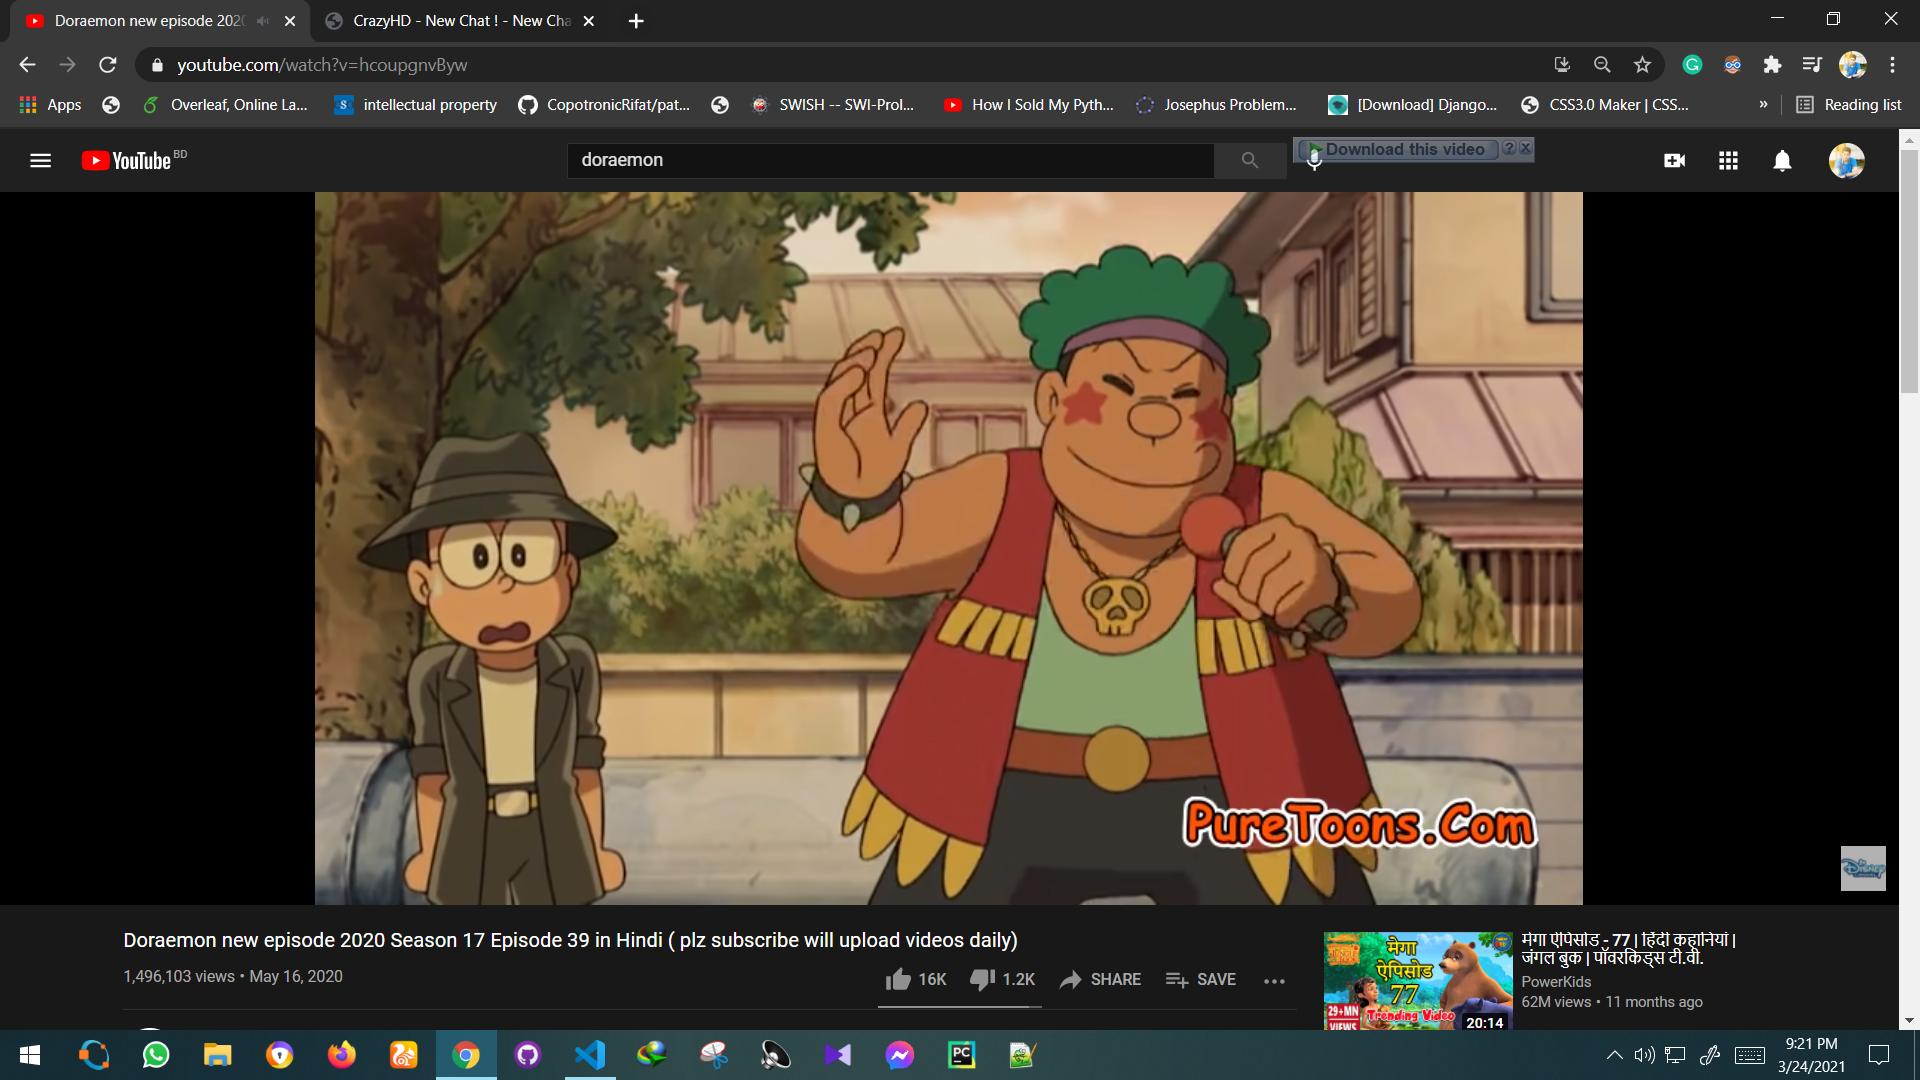 Doraemon new episode 202
CrazyHD - New Chat ! - New Cha
youtube.com/watch?v=hcoupgnvByw
Apps
Overleaf, Online La...
intellectual property
CopotronicRifat/pat...
SWISH -- SWI-Prol...
How I Sold My Pyth...
Josephus Problem...
[Download] Django...
CSS3.0 Maker | CSS...
»
Reading list
YouTube BD
doraemon
Download this video
PureToons.Com
Disney
Doraemon new episode 2020 Season 17 Episode 39 in Hindi ( plz subscribe will upload videos daily)
1,496,103 views • May 16, 2020
16K
1.2K
SHARE
SAVE
मेगा ऐपिसोड 77
29+MN VIEWS
Trending Video
20:14
मेगा ऐपिसोड - 77 | हिंदी कहानियां |
जंगल बुक | पॉवरकिड्स टी.वी.
PowerKids
62M views • 11 months ago
PC
9:21 PM
3/24/2021